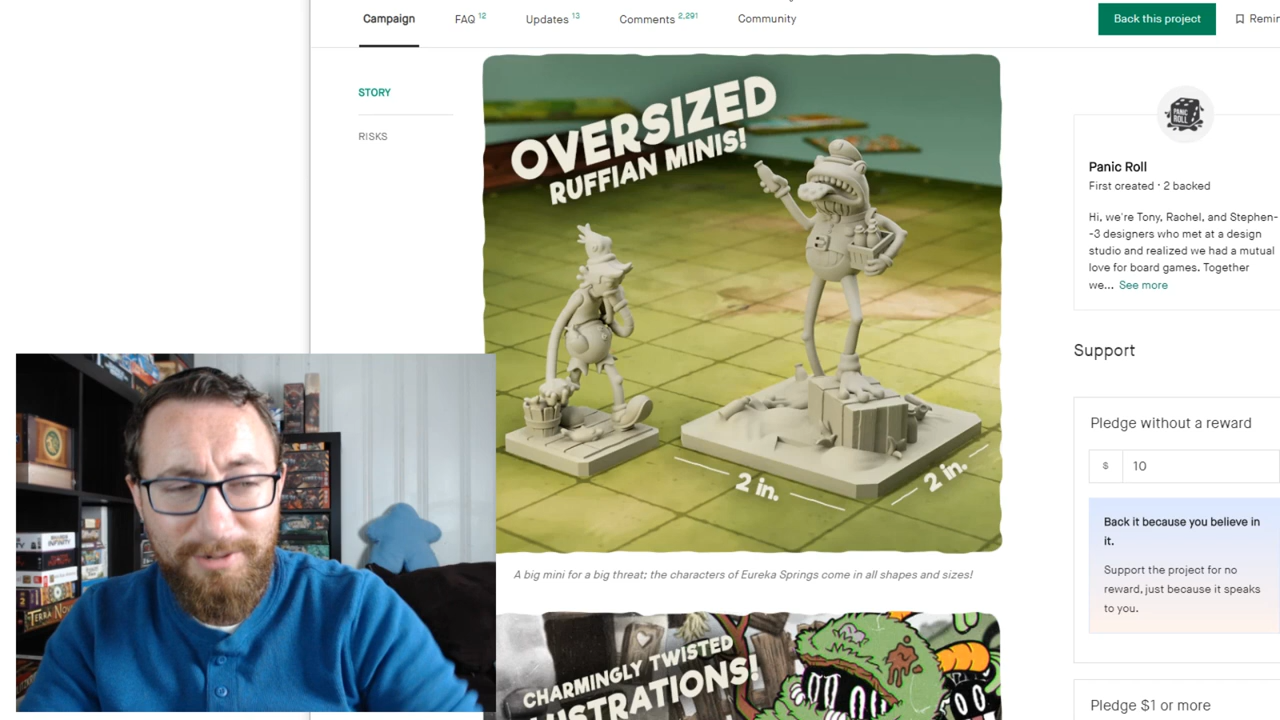 Campaign
FAQ 12
Updates 13
Comments 2,291
Community
Back this project
Remin
STORY
RISKS
OVERSIZED
RUFFIAN MINIS!
2 in.
2 in.
A big mini for a big threat; the characters of Eureka Springs come in all shapes and sizes!
CHARMINGLY TWISTED
USTRATIONS!
PANIC
ROLL
Panic Roll
First created · 2 backed
Hi, we're Tony, Rachel, and Stephen-
-3 designers who met at a design
studio and realized we had a mutual
love for board games. Together
we... See more
Support
Pledge without a reward
$ 10
Back it because you believe in
it.
Support the project for no
reward, just because it speaks
to you.
Pledge $1 or more
TERRA NO